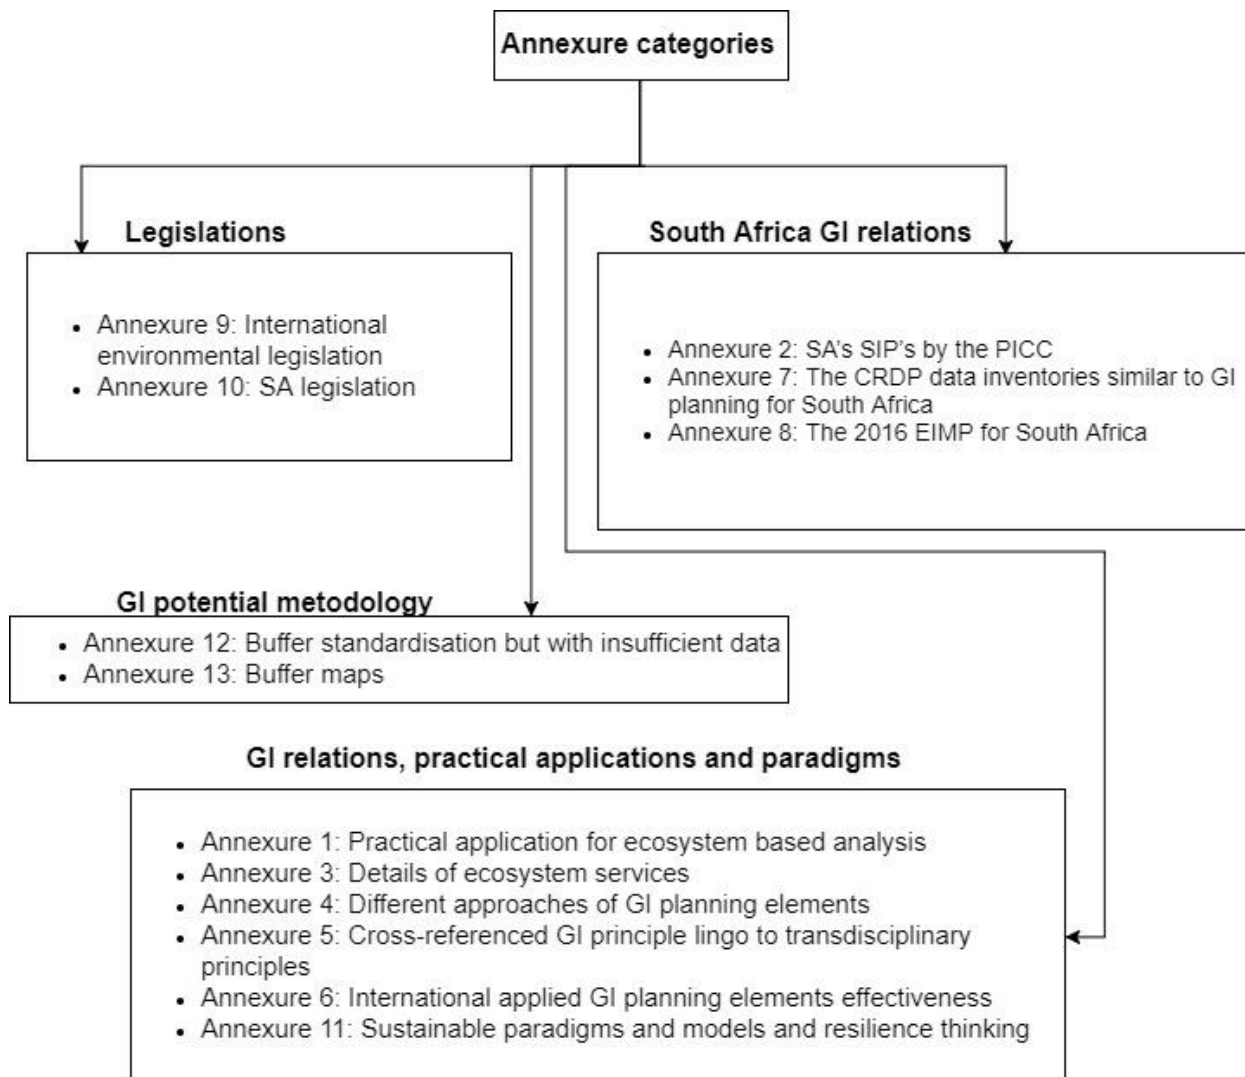 Annexure categories
Legislations
• Annexure 9: International
environmental legislation
• Annexure 10: SA legislation
South Africa GI relations
• Annexure 2: SA's SIP's by the PICC
• Annexure 7: The CRDP data inventories similar to GI
planning for South Africa
• Annexure 8: The 2016 EIMP for South Africa
GI potential metodology
• Annexure 12: Buffer standardisation but with insufficient data
• Annexure 13: Buffer maps
GI relations, practical applications and paradigms
• Annexure 1: Practical application for ecosystem based analysis
• Annexure 3: Details of ecosystem services
• Annexure 4: Different approaches of GI planning elements
• Annexure 5: Cross-referenced GI principle lingo to transdisciplinary
principles
• Annexure 6: International applied GI planning elements effectiveness
• Annexure 11: Sustainable paradigms and models and resilience thinking